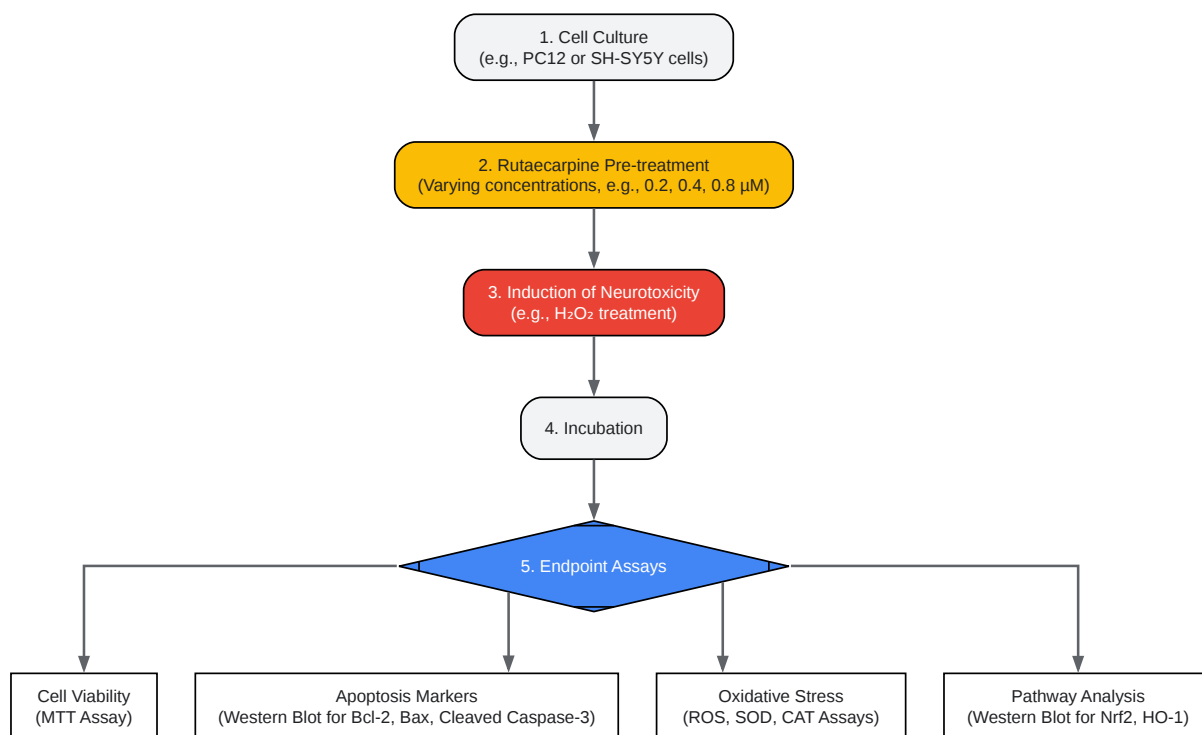 1. Cell Culture
(e.g., PC12 or SH-SY5Y cells)
2. Rutaecarpine Pre-treatment
(Varying concentrations, e.g., 0.2, 0.4, 0.8 µM)
3. Induction of Neurotoxicity
(e.g., H₂O₂ treatment)
4. Incubation
5. Endpoint Assays
Cell Viability
(MTT Assay)
Apoptosis Markers
(Western Blot for Bcl-2, Bax, Cleaved Caspase-3)
Oxidative Stress
(ROS, SOD, CAT Assays)
Pathway Analysis
(Western Blot for Nrf2, HO-1)